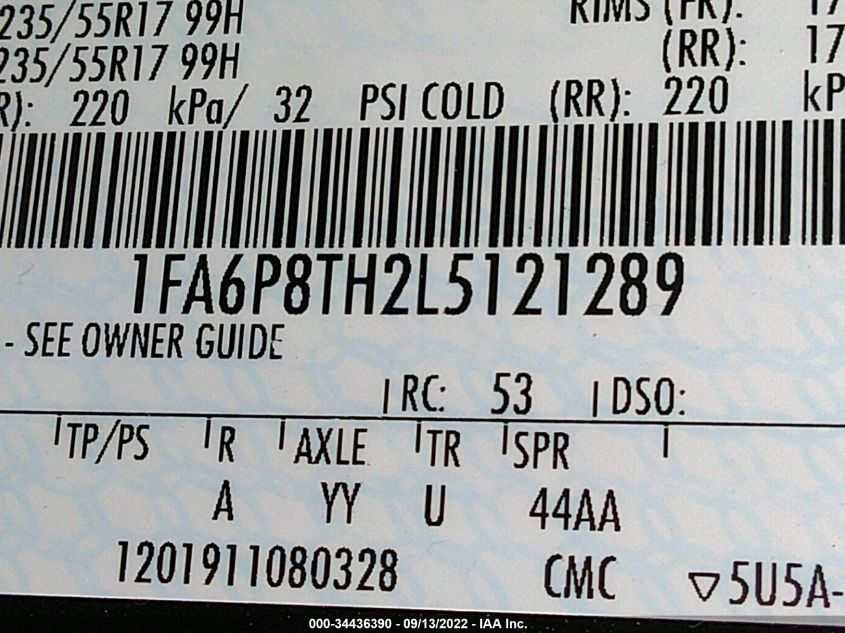 235/55R17 99H RIMS (FR): 17
235/55R17 99H (RR): 17
R): 220 kPa/ 32 PSI COLD (RR): 220 kP
1FA6P8TH2L5121289
- SEE OWNER GUIDE
RC: 53 DSO:
TP/PS R AXLE TR SPR
A YY U 44AA
1201911080328 CMC ▽5U5A-
000-34436390 - 09/13/2022 - IAA Inc.